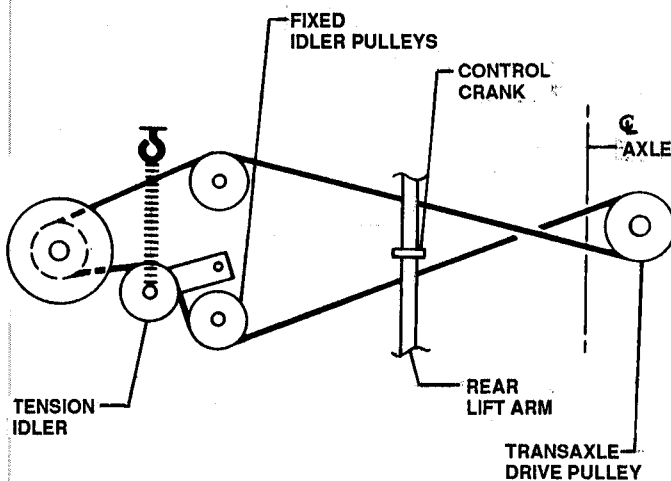 FIXED
IDLER PULLEYS
CONTROL
CRANK
℄
AXLE
TENSION
IDLER
REAR
LIFT ARM
TRANSAXLE
DRIVE PULLEY